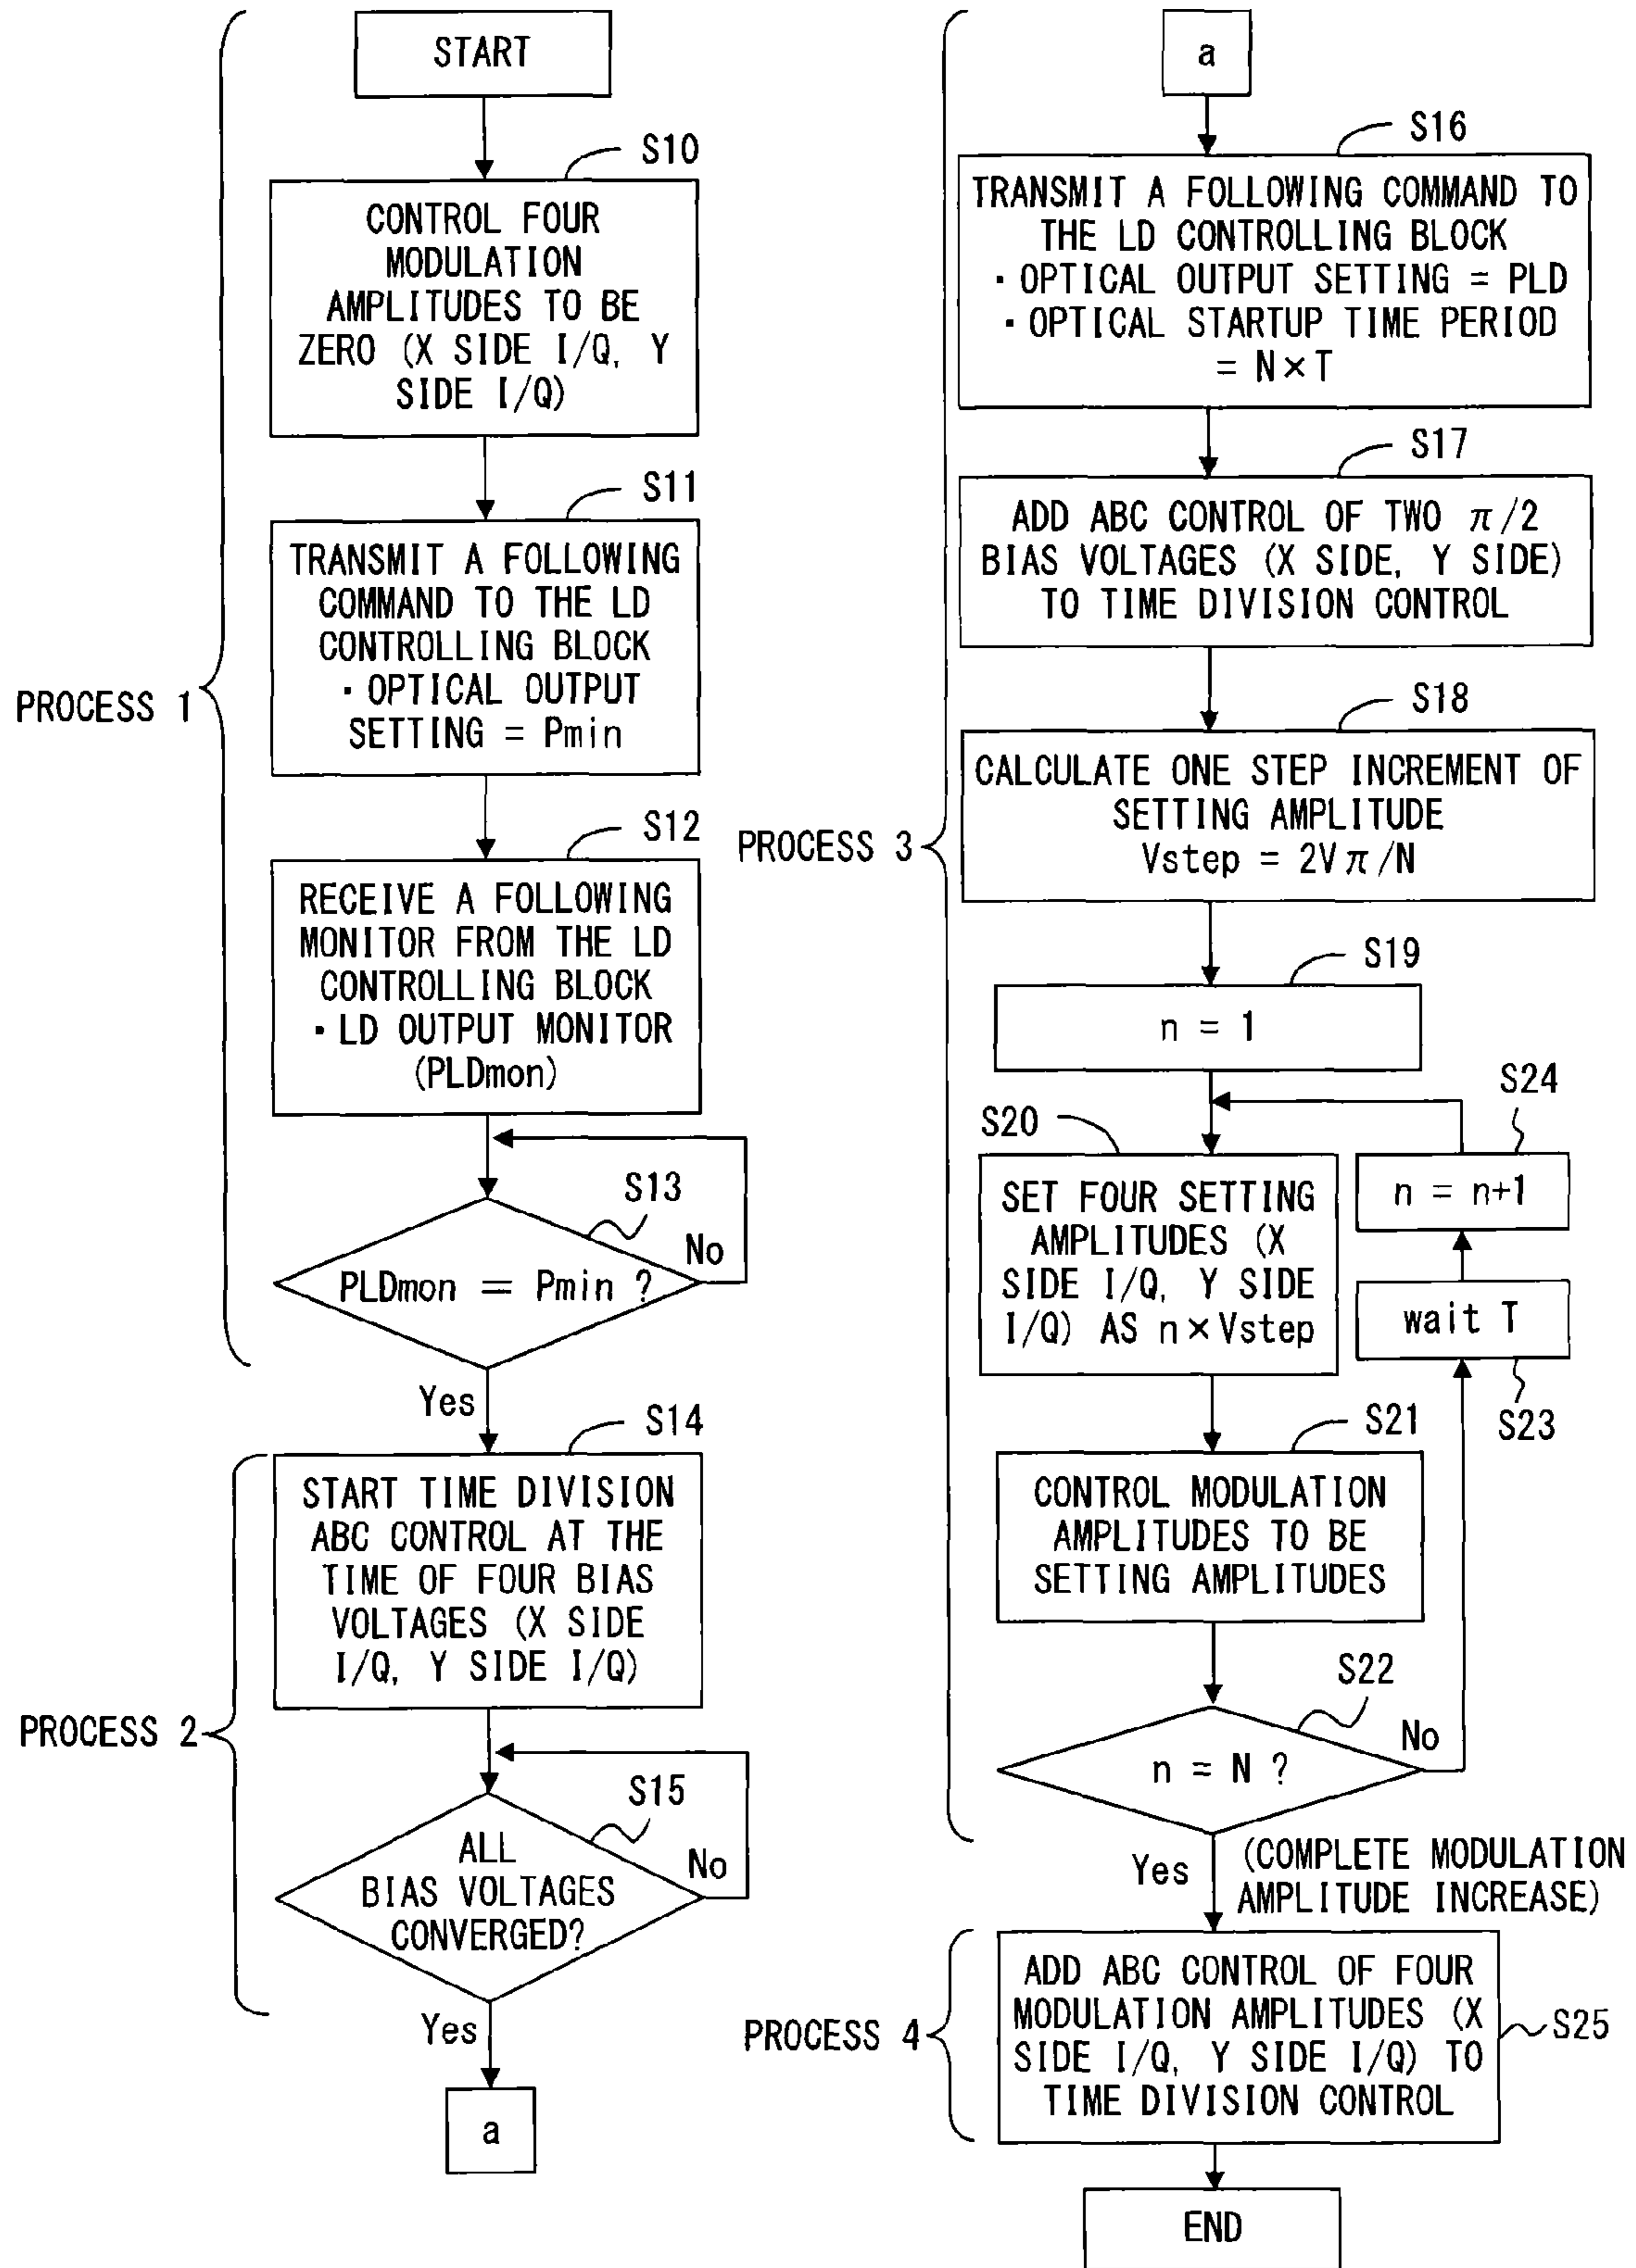 START
S10
CONTROL FOUR
MODULATION
AMPLITUDES TO BE
ZERO (X SIDE I/Q, Y
SIDE I/Q)
S11
TRANSMIT A FOLLOWING
COMMAND TO THE LD
CONTROLLING BLOCK
・OPTICAL OUTPUT
SETTING = Pmin
PROCESS 1
S12
RECEIVE A FOLLOWING
MONITOR FROM THE LD
CONTROLLING BLOCK
・LD OUTPUT MONITOR
(PLDmon)
S13
No
PLDmon = Pmin ?
Yes
S14
START TIME DIVISION
ABC CONTROL AT THE
TIME OF FOUR BIAS
VOLTAGES (X SIDE
I/Q, Y SIDE I/Q)
PROCESS 2
S15
No
ALL
BIAS VOLTAGES
CONVERGED?
Yes
a
a
S16
TRANSMIT A FOLLOWING COMMAND TO
THE LD CONTROLLING BLOCK
・OPTICAL OUTPUT SETTING = PLD
・OPTICAL STARTUP TIME PERIOD
= N×T
S17
ADD ABC CONTROL OF TWO π/2
BIAS VOLTAGES (X SIDE, Y SIDE)
TO TIME DIVISION CONTROL
S18
CALCULATE ONE STEP INCREMENT OF
SETTING AMPLITUDE
Vstep = 2Vπ/N
PROCESS 3
S19
n = 1
S24
n = n+1
S20
SET FOUR SETTING
AMPLITUDES (X
SIDE I/Q, Y SIDE
I/Q) AS n×Vstep
wait T
S23
S21
CONTROL MODULATION
AMPLITUDES TO BE
SETTING AMPLITUDES
S22
No
n = N ?
Yes
(COMPLETE MODULATION
AMPLITUDE INCREASE)
PROCESS 4
ADD ABC CONTROL OF FOUR
MODULATION AMPLITUDES (X
SIDE I/Q, Y SIDE I/Q) TO
TIME DIVISION CONTROL
S25
END